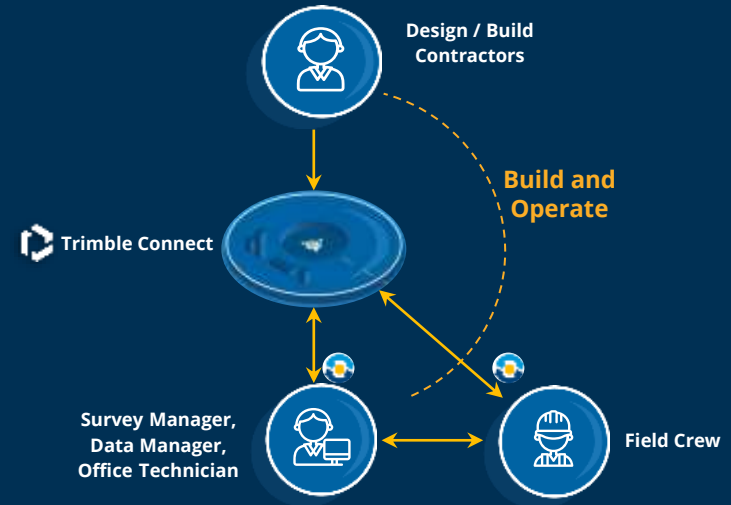 Design / Build
Contractors
Build and
Operate
Trimble Connect
Survey Manager,
Data Manager,
Office Technician
Field Crew